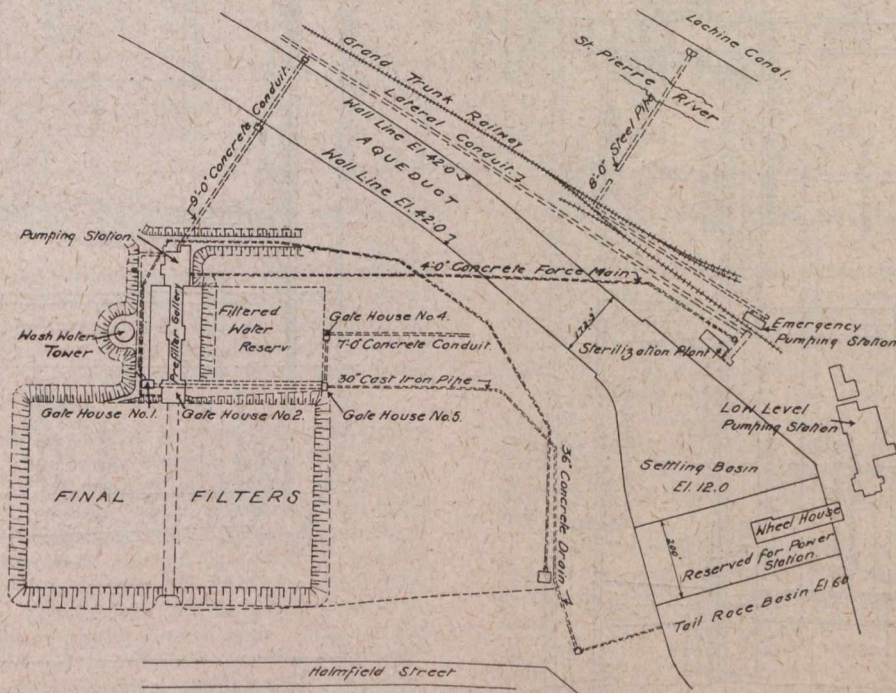 Lachine Canal.
St. Pierre
River
8'-0" Steel Pipe
Grand Trunk Railway
Lateral Conduit.
Wall Line El. 42.0
AQUEDUCT
Wall Line El. 42.0
9'-0" Concrete Conduit.
Pumping Station
4'-0" Concrete Force Main
Prefilter Gallery
Filtered
Water
Reserv
Gate House No 4.
7'-0" Concrete Conduit
Wash Water
Tower
30" Cast Iron Pipe
Gate House No.1.
Gate House No.2.
Gate House No.5.
Sterilization Plant
Emergency
Pumping Station
Low Level
Pumping Station
Settling Basin
El. 12.0
Wheel House
200'
Reserved for Power
Station.
Tail Race Basin El
36" Concrete Drain
FINAL FILTERS
Holmfield Street